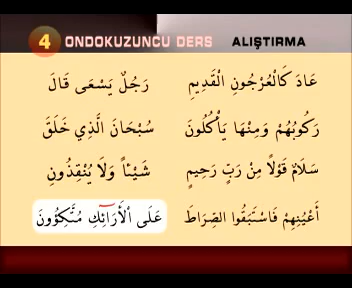 4 ONDOKUZUNCU DERS ALIŞTIRMA
عَادَ كَالْعُرْجُونِ الْقَدِيمِ رَجُلٌ يَسْعَى قَالَ
رَكُوبُهُمْ وَمِنْهَا يَأْكُلُونَ سُبْحَانَ الَّذِي خَلَقَ
سَلَامٌ قَوْلاً مِنْ رَبٍّ رَحِيمٍ شَيْئاً وَلَا يُنْقِذُونِ
أَعْيُنِهِمْ فَاسْتَبَقُوا الصِّرَاطَ عَلَى الْأَرَٓائِكِ مُتَّكِؤُونَ